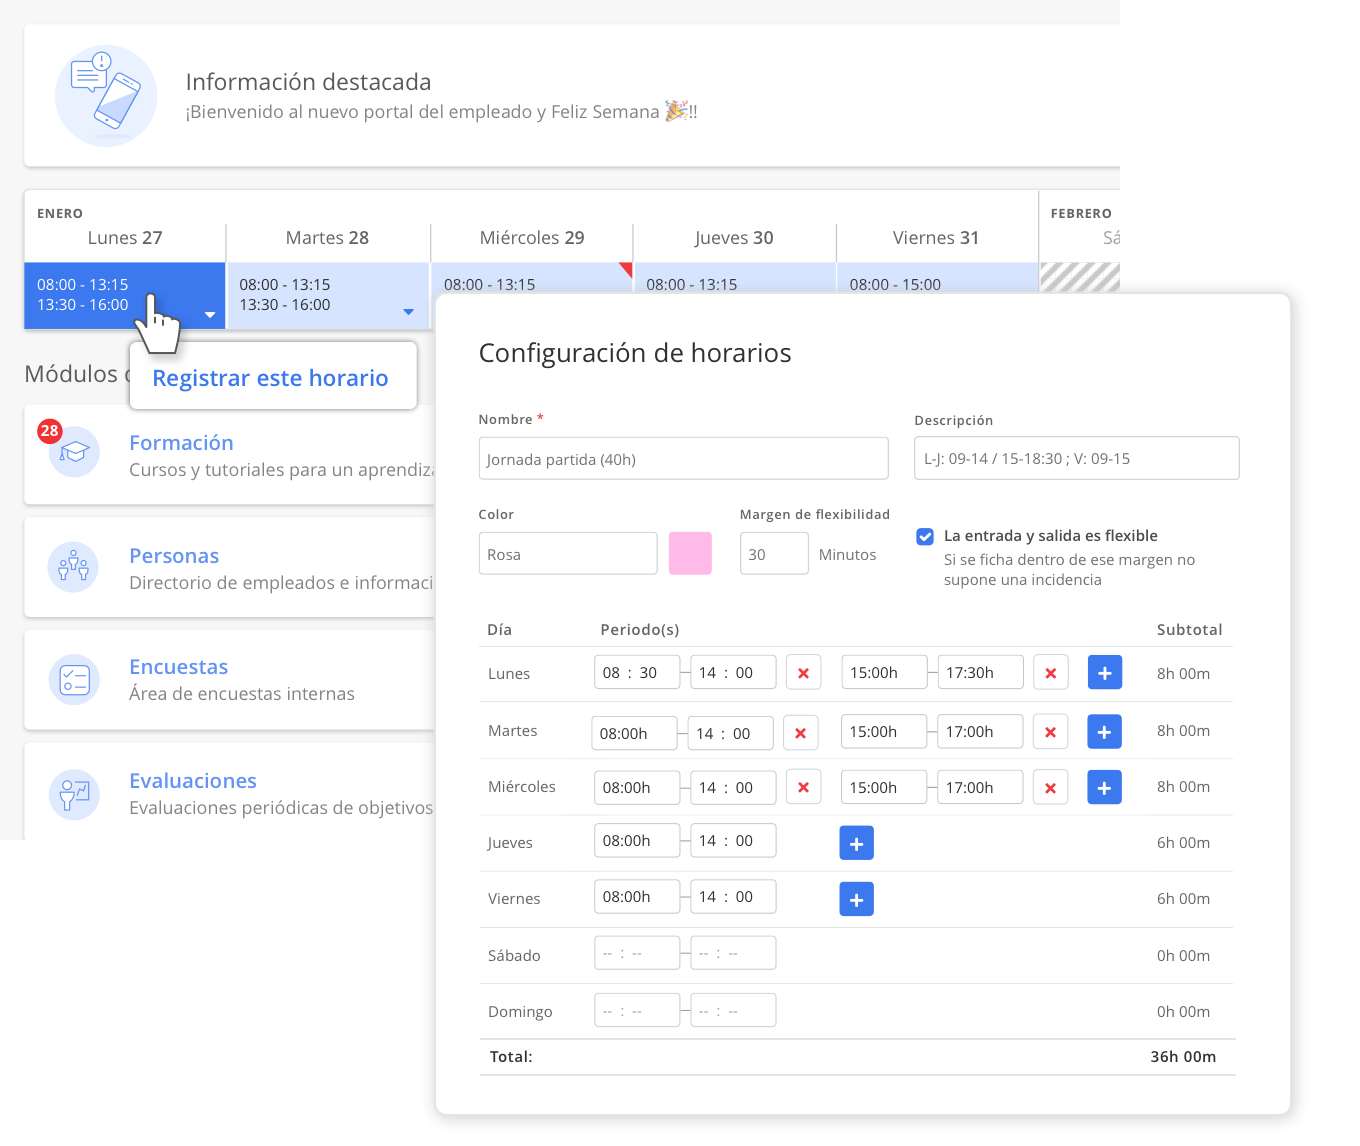 Información destacada
¡Bienvenido al nuevo portal del empleado y Feliz Semana 🎉!!
ENERO
FEBRERO
Lunes 27
Martes 28
Miércoles 29
Jueves 30
Viernes 31
08:00 - 13:15
13:30 - 16:00
08:00 - 13:15
13:30 - 16:00
08:00 - 13:15
08:00 - 13:15
08:00 - 15:00
Módulos
Registrar este horario
28
Formación
Cursos y tutoriales para un
Personas
Directorio de empleados e
Encuestas
Área de encuestas internas
Evaluaciones
Evaluaciones periódicas de objetivos
Configuración de horarios
Nombre *
Descripción
Jornada partida (40h)
L-J: 09-14 / 15-18:30 ; V: 09-15
Color
Margen de flexibilidad
Rosa
30
Minutos
La entrada y salida es flexible
Si se ficha dentro de ese margen no
supone una incidencia
Día Periodo(s) Subtotal
Lunes 08 : 30 14 : 00 15:00h 17:30h 8h 00m
Martes 08:00h 14 : 00 15:00h 17:00h 8h 00m
Miércoles 08:00h 14 : 00 15:00h 17:00h 8h 00m
Jueves 08:00h 14 : 00 6h 00m
Viernes 08:00h 14 : 00 6h 00m
Sábado -- : -- -- : -- 0h 00m
Domingo -- : -- -- : -- 0h 00m
Total: 36h 00m